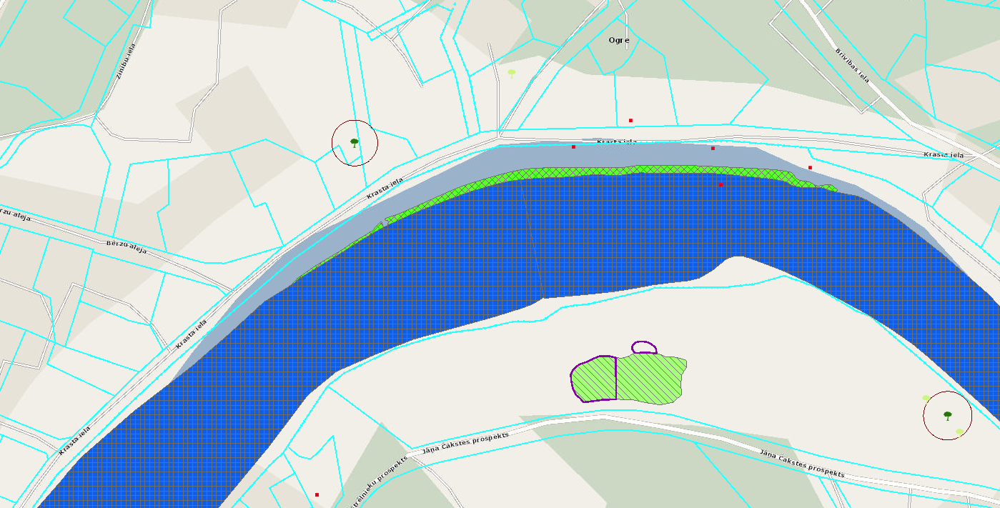 Ogre
Zinību iela
Brīvības iela
Krasta iela
Krasta iela
Krasta iela
Bērzu aleja
Krasta iela
Krasta iela
Jāņa Čakstes prospekts
Jāņa Čakstes prospekts
prospekts
aleja